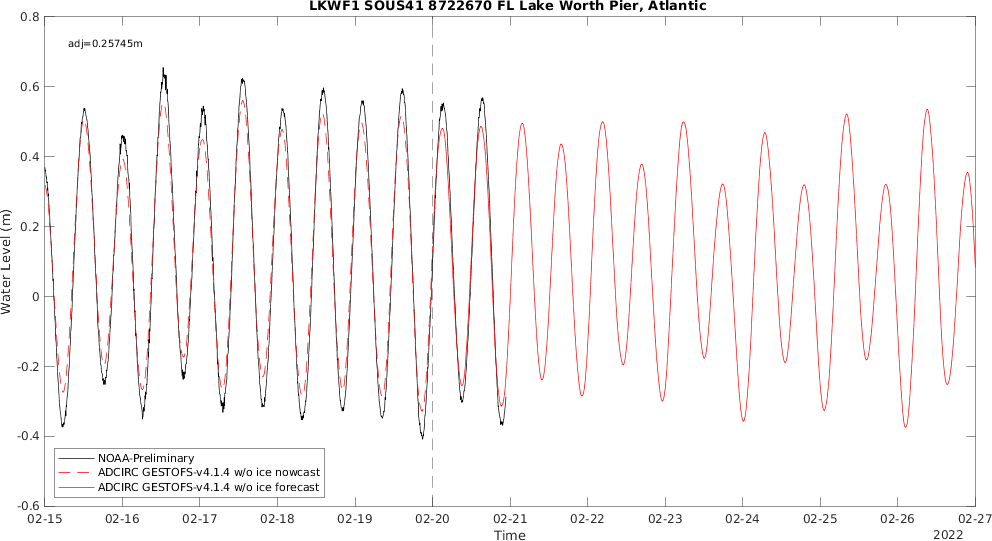 LKWF1 SOUS41 8722670 FL Lake Worth Pier, Atlantic
adj=0.25745m
0.8
0.6
0.4
0.2
0
-0.2
-0.4
-0.6
Water Level (m)
NOAA-Preliminary
ADCIRC GESTOFS-v4.1.4 w/o ice nowcast
ADCIRC GESTOFS-v4.1.4 w/o ice forecast
02-15 02-16 02-17 02-18 02-19 02-20 02-21 02-22 02-23 02-24 02-25 02-26 02-27
Time
2022